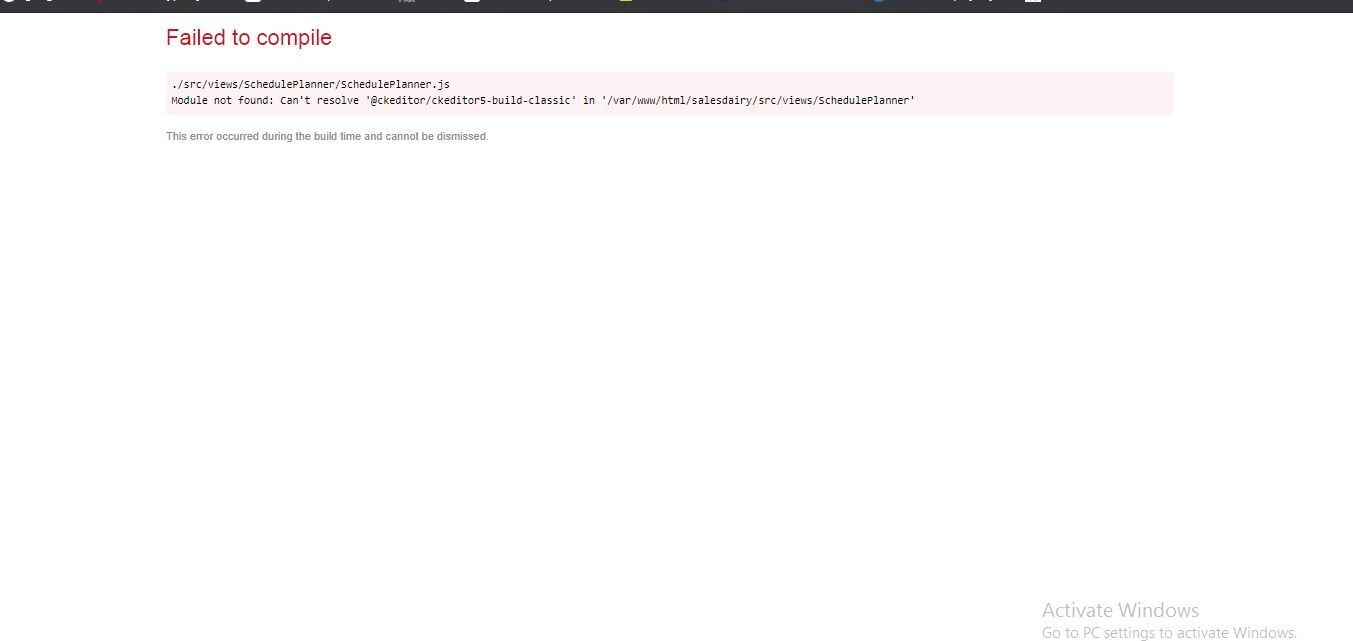 Failed to compile
./src/views/SchedulePlanner/SchedulePlanner.js
Module not found: Can't resolve '@ckeditor/ckeditor5-build-classic' in '/var/www/html/salesdairy/src/views/SchedulePlanner'
This error occurred during the build time and cannot be dismissed.
Activate Windows
Go to PC settings to activate Windows.